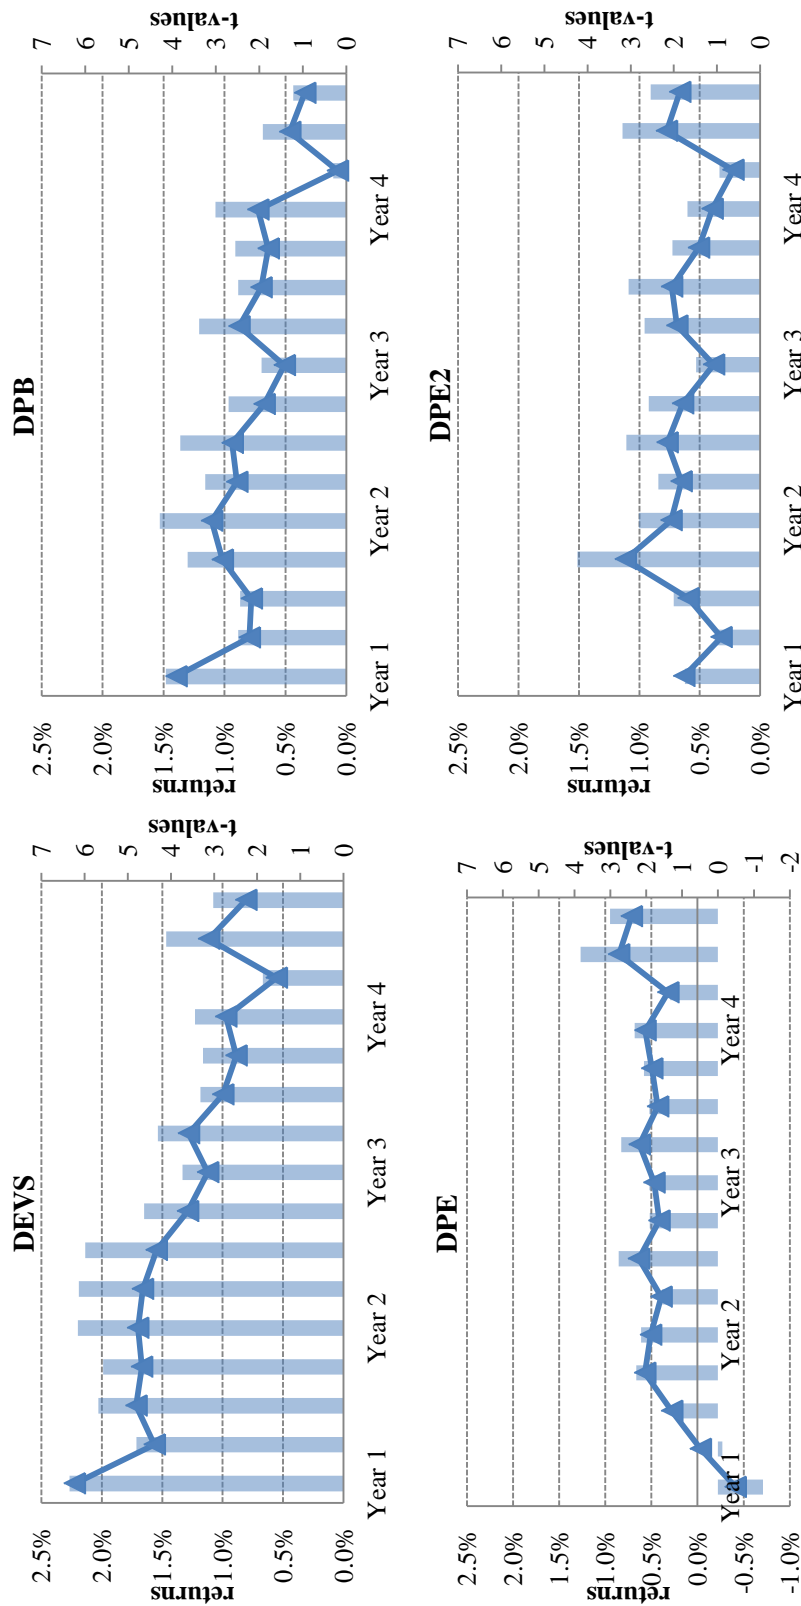 DEVS
2.5%
2.0%
1.5%
1.0%
0.5%
0.0%
returns
7
6
5
4
3
2
1
0
t-values
Year 1
Year 2
Year 3
Year 4
DPB
2.5%
2.0%
1.5%
1.0%
0.5%
0.0%
returns
7
6
5
4
3
2
1
0
t-values
Year 1
Year 2
Year 3
Year 4
DPE
2.5%
2.0%
1.5%
1.0%
0.5%
0.0%
-0.5%
-1.0%
returns
7
6
5
4
3
2
1
0
-1
-2
t-values
Year 1
Year 2
Year 3
Year 4
DPE2
2.5%
2.0%
1.5%
1.0%
0.5%
0.0%
returns
7
6
5
4
3
2
1
0
t-values
Year 1
Year 2
Year 3
Year 4